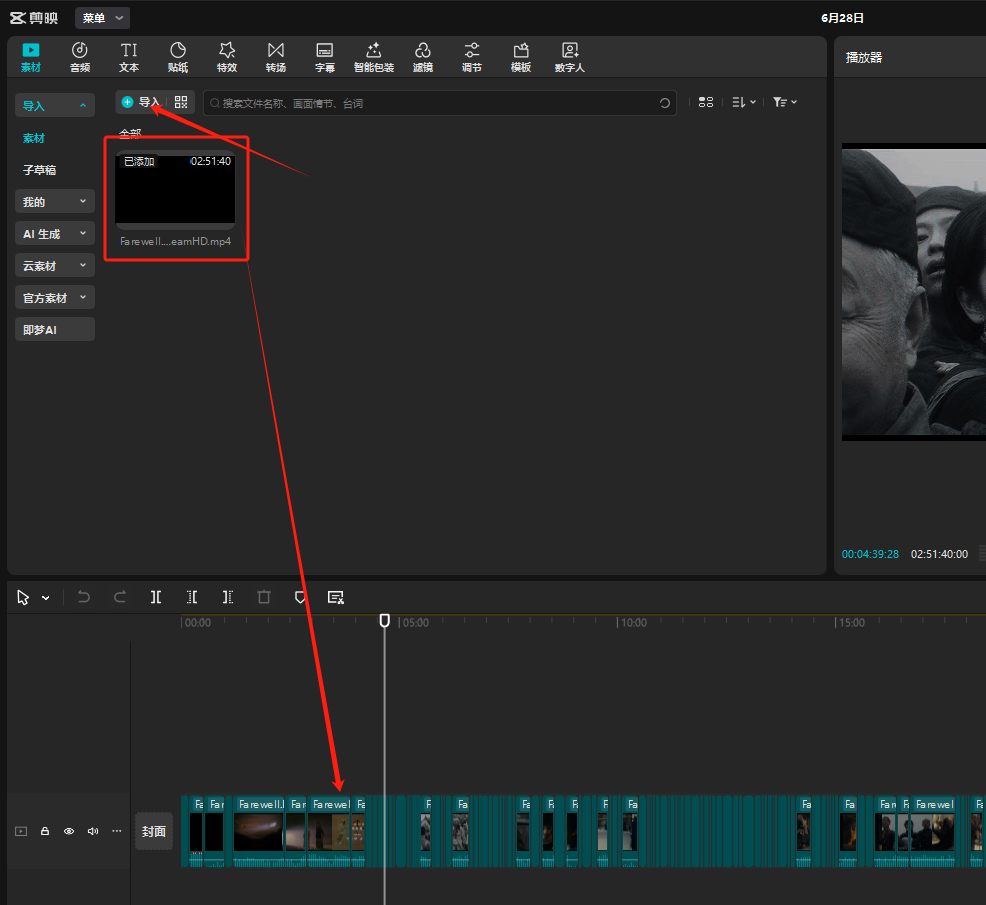 剪映
菜单
6月28日
素材
音频
文本
贴纸
特效
转场
字幕
智能包装
滤镜
调节
模板
数字人
播放器
导入
素材
子草稿
我的
AI 生成
云素材
官方素材
即梦AI
导入
搜索文件名称、画面情节、台词
全部
已添加
02:51:40
Farewell....eamHD.mp4
00:04:39:28
02:51:40:00
00:00
05:00
10:00
15:00
封面
Fa
Far
Farewell.
Far
Farewel
Fa
F
Fa
Fa
F
F
F
Fa
Fa
Fa
Far
F
Farewel
Fa